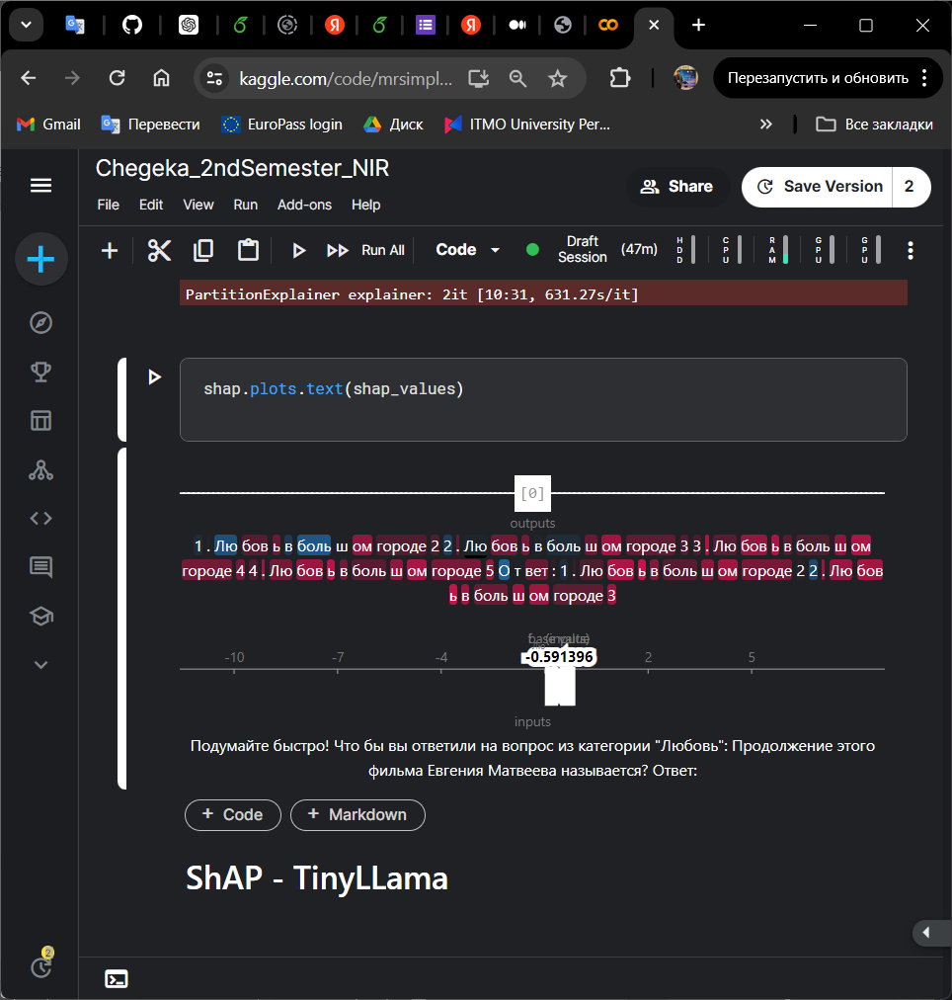 kaggle.com/code/mrsimpl...
Перезапустить и обновить
Gmail
Перевести
EuroPass login
Диск
ITMO University Per...
Все закладки
Chegeka_2ndSemester_NIR
File Edit View Run Add-ons Help
Share
Save Version
2
Run All
Code
Draft Session
(47m)
HDD
CPU
RAM
GPU
GPU
PartitionExplainer explainer: 2it [10:31, 631.27s/it]
shap.plots.text(shap_values)
[0]
outputs
1 . Лю бов ь в боль ш ом городе 2 2 . Лю бов ь в боль ш ом городе 3 3 . Лю бов ь в боль ш ом
городе 4 4 . Лю бов ь в боль ш ом городе 5 О т вет : 1 . Лю бов ь в боль ш ом городе 2 2 . Лю бов
ь в боль ш ом городе 3
-10 -7 -4 2 5
-0.591396
inputs
Подумайте быстро! Что бы вы ответили на вопрос из категории "Любовь": Продолжение этого
фильма Евгения Матвеева называется? Ответ:
+ Code
+ Markdown
ShAP - TinyLLama
2